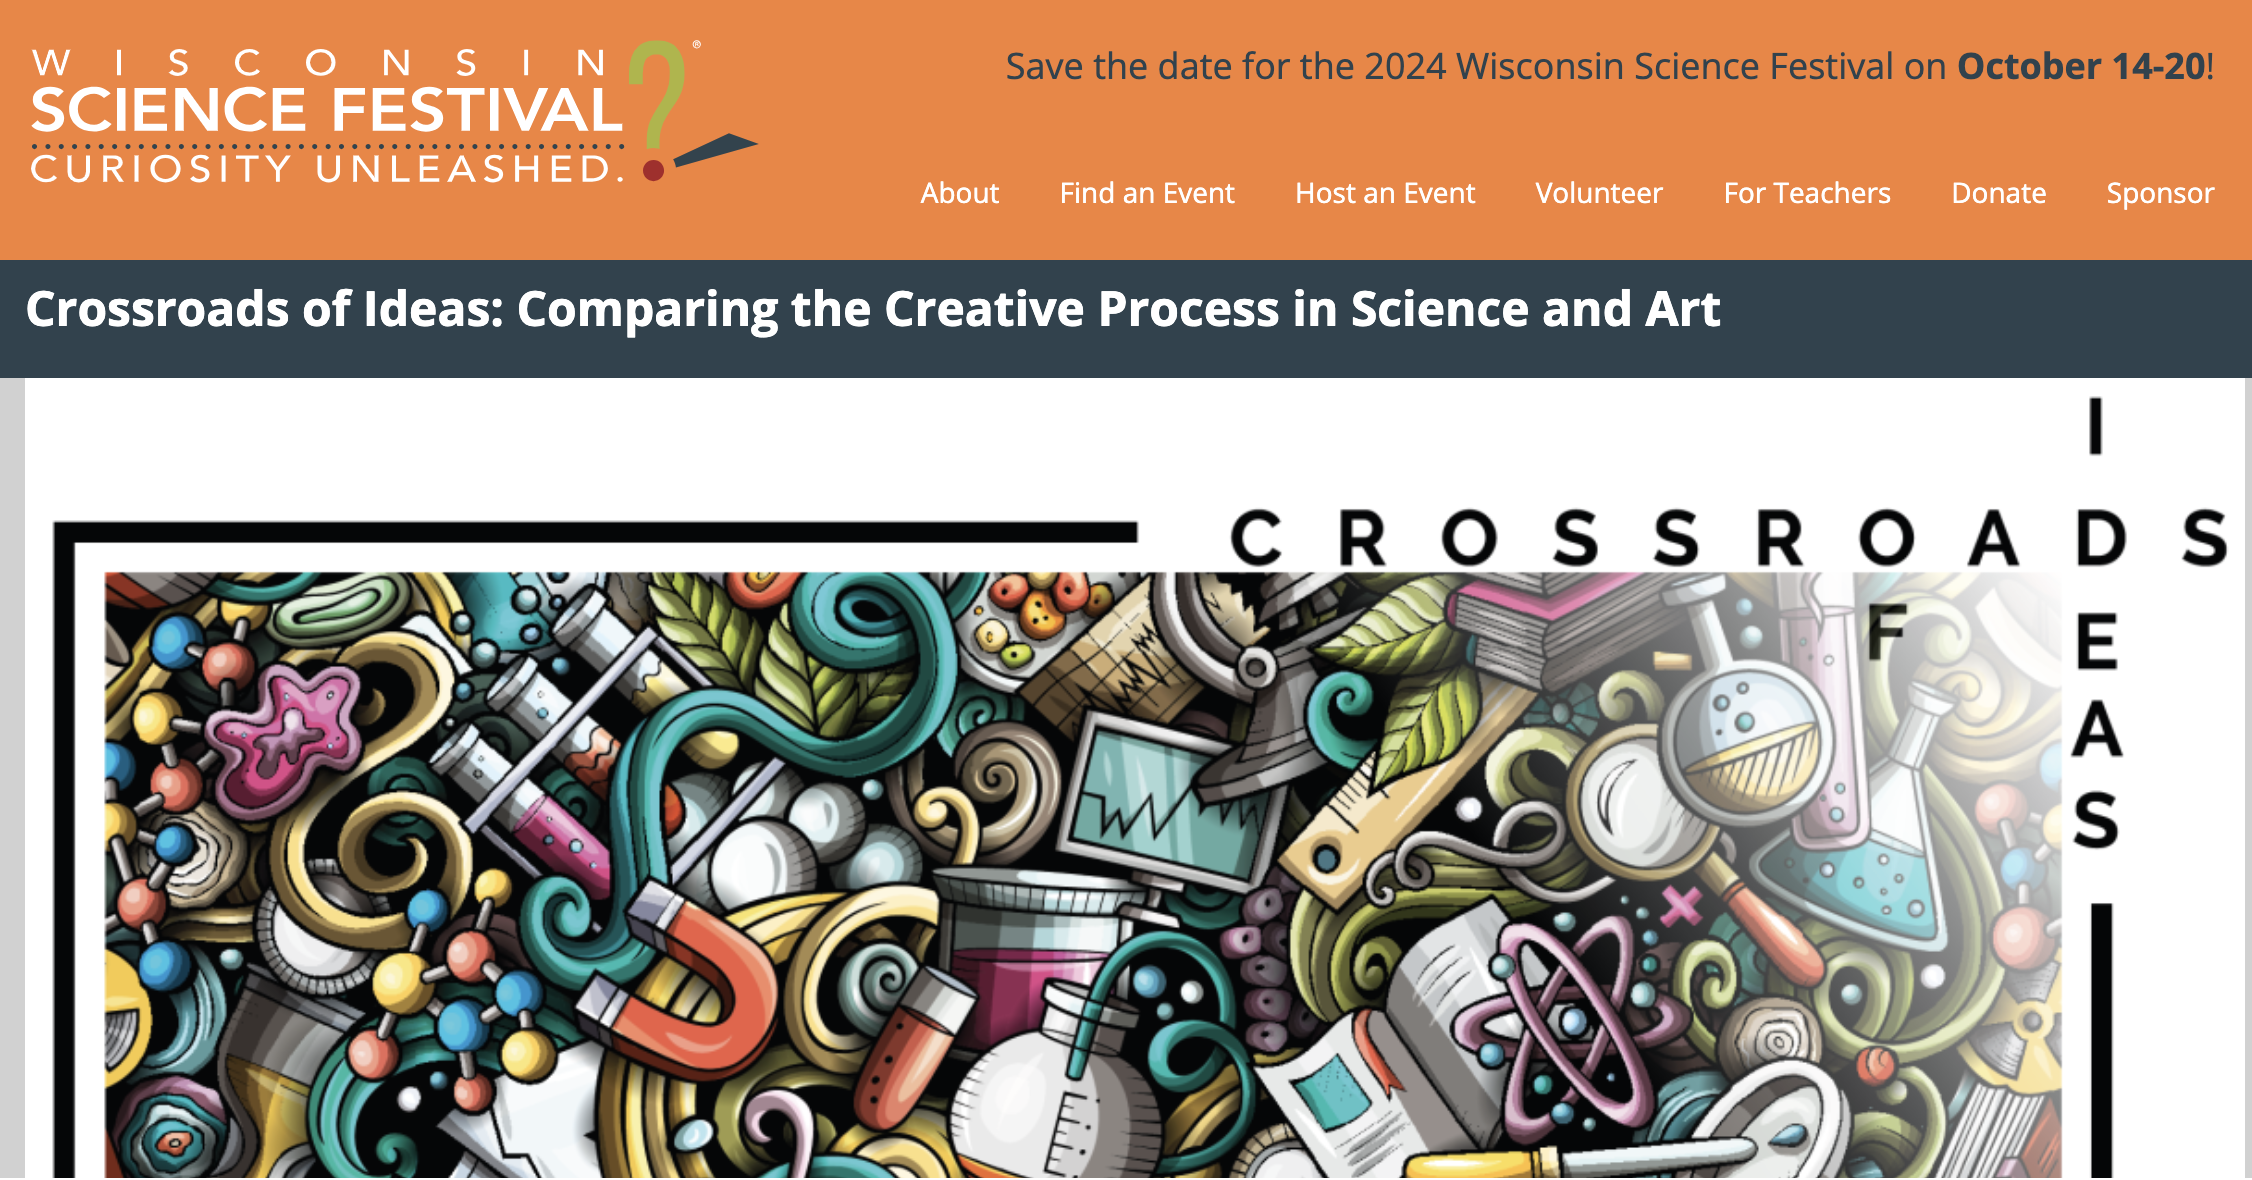 WISCONSIN
SCIENCE FESTIVAL ®
CURIOSITY UNLEASHED.
Save the date for the 2024 Wisconsin Science Festival on October 14-20!
About Find an Event Host an Event Volunteer For Teachers Donate Sponsor
Crossroads of Ideas: Comparing the Creative Process in Science and Art
CROSSROADS
F
IDEAS